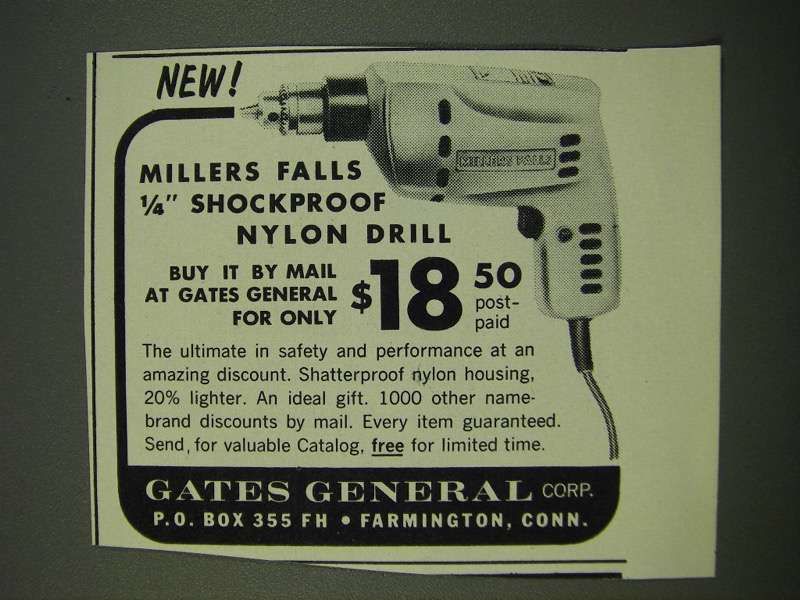 NEW!
MILLERS FALLS
MILLERS FALLS
1/4" SHOCKPROOF
NYLON DRILL
BUY IT BY MAIL
AT GATES GENERAL
FOR ONLY
$18 50
post-
paid
The ultimate in safety and performance at an
amazing discount. Shatterproof nylon housing,
20% lighter. An ideal gift. 1000 other name-
brand discounts by mail. Every item guaranteed.
Send for valuable Catalog, free for limited time.
GATES GENERAL CORP.
P.O. BOX 355 FH • FARMINGTON, CONN.